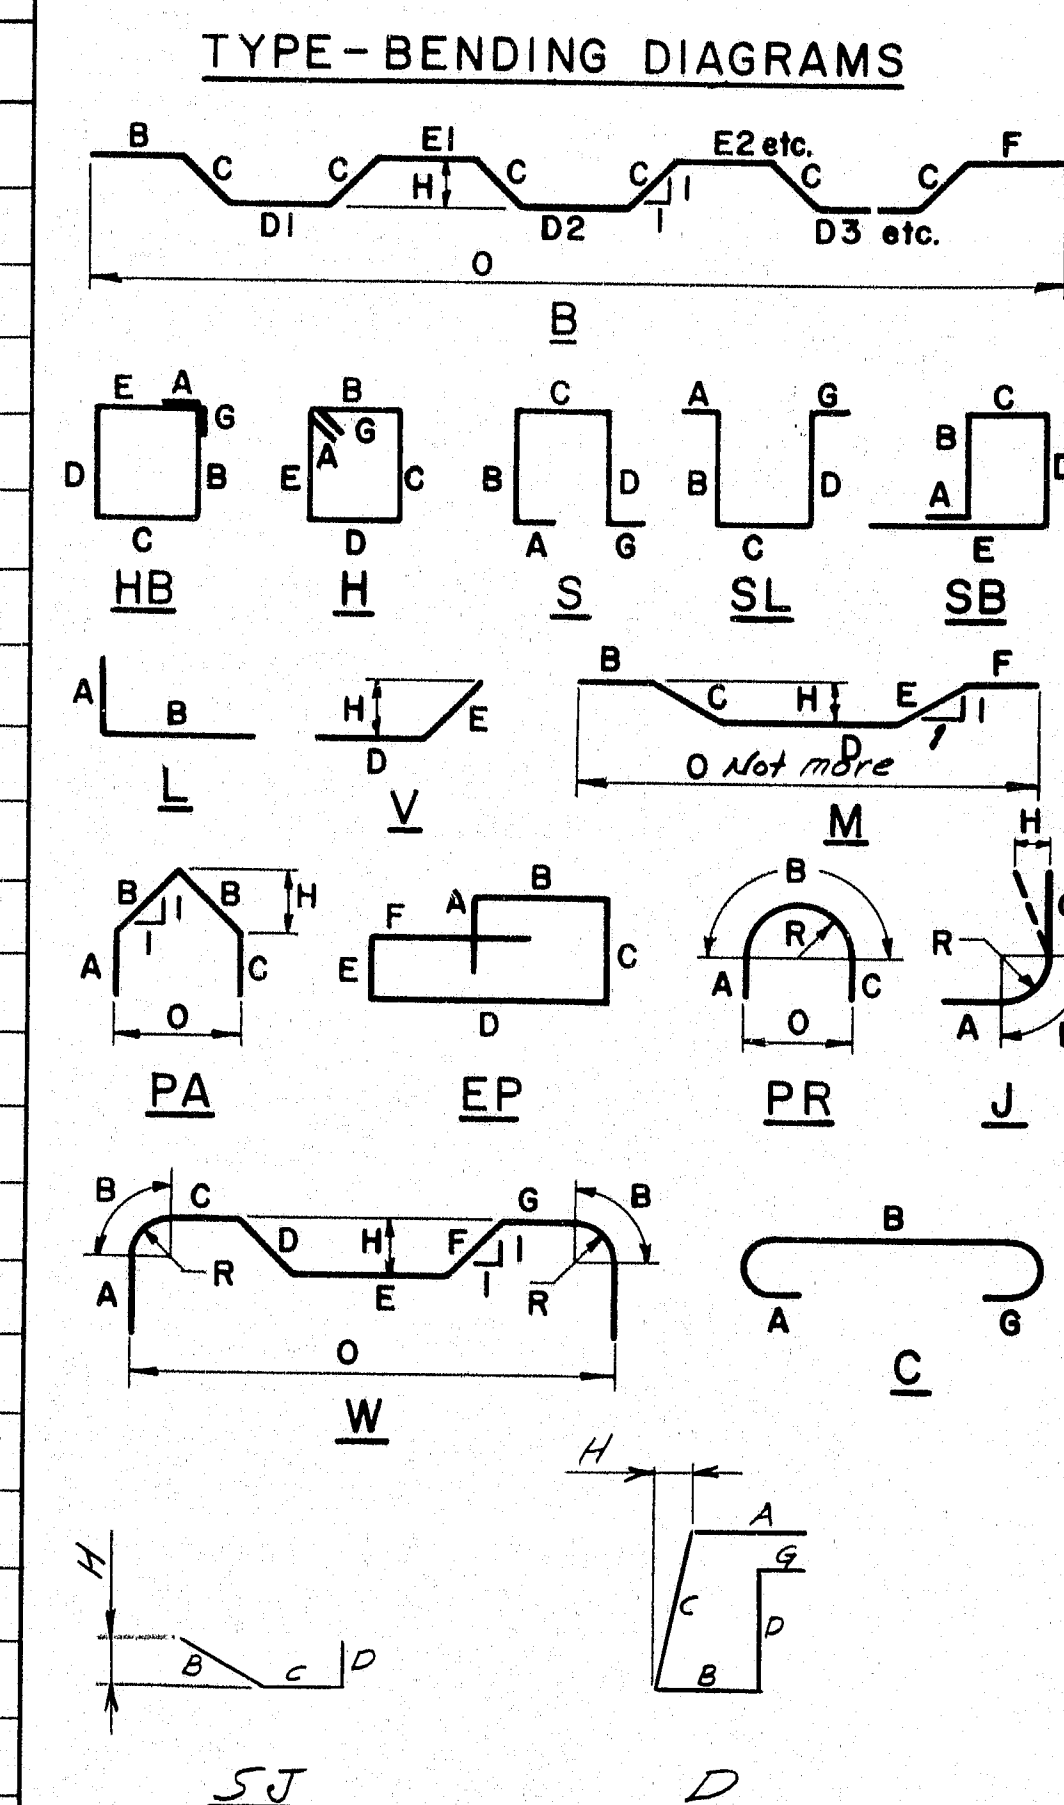 TYPE-BENDING DIAGRAMS
B C C E1 C C E2 etc. C C F
H 1
D1 D2 1 D3 etc.
O
B
E A B C A G C
G G B
D B E A C B D B D A D
C D A G C E
HB H S SL SB
A B H E B C H E F 1
D D 1
O Not more
L V M
H
B B H B B
1 F A R R C
1
A C E C A C A
O D O
PA EP PR J
B C G B B
D H F 1
A R E 1 R A G
O C
W
H
A
H G
C D
B C D B
SJ D